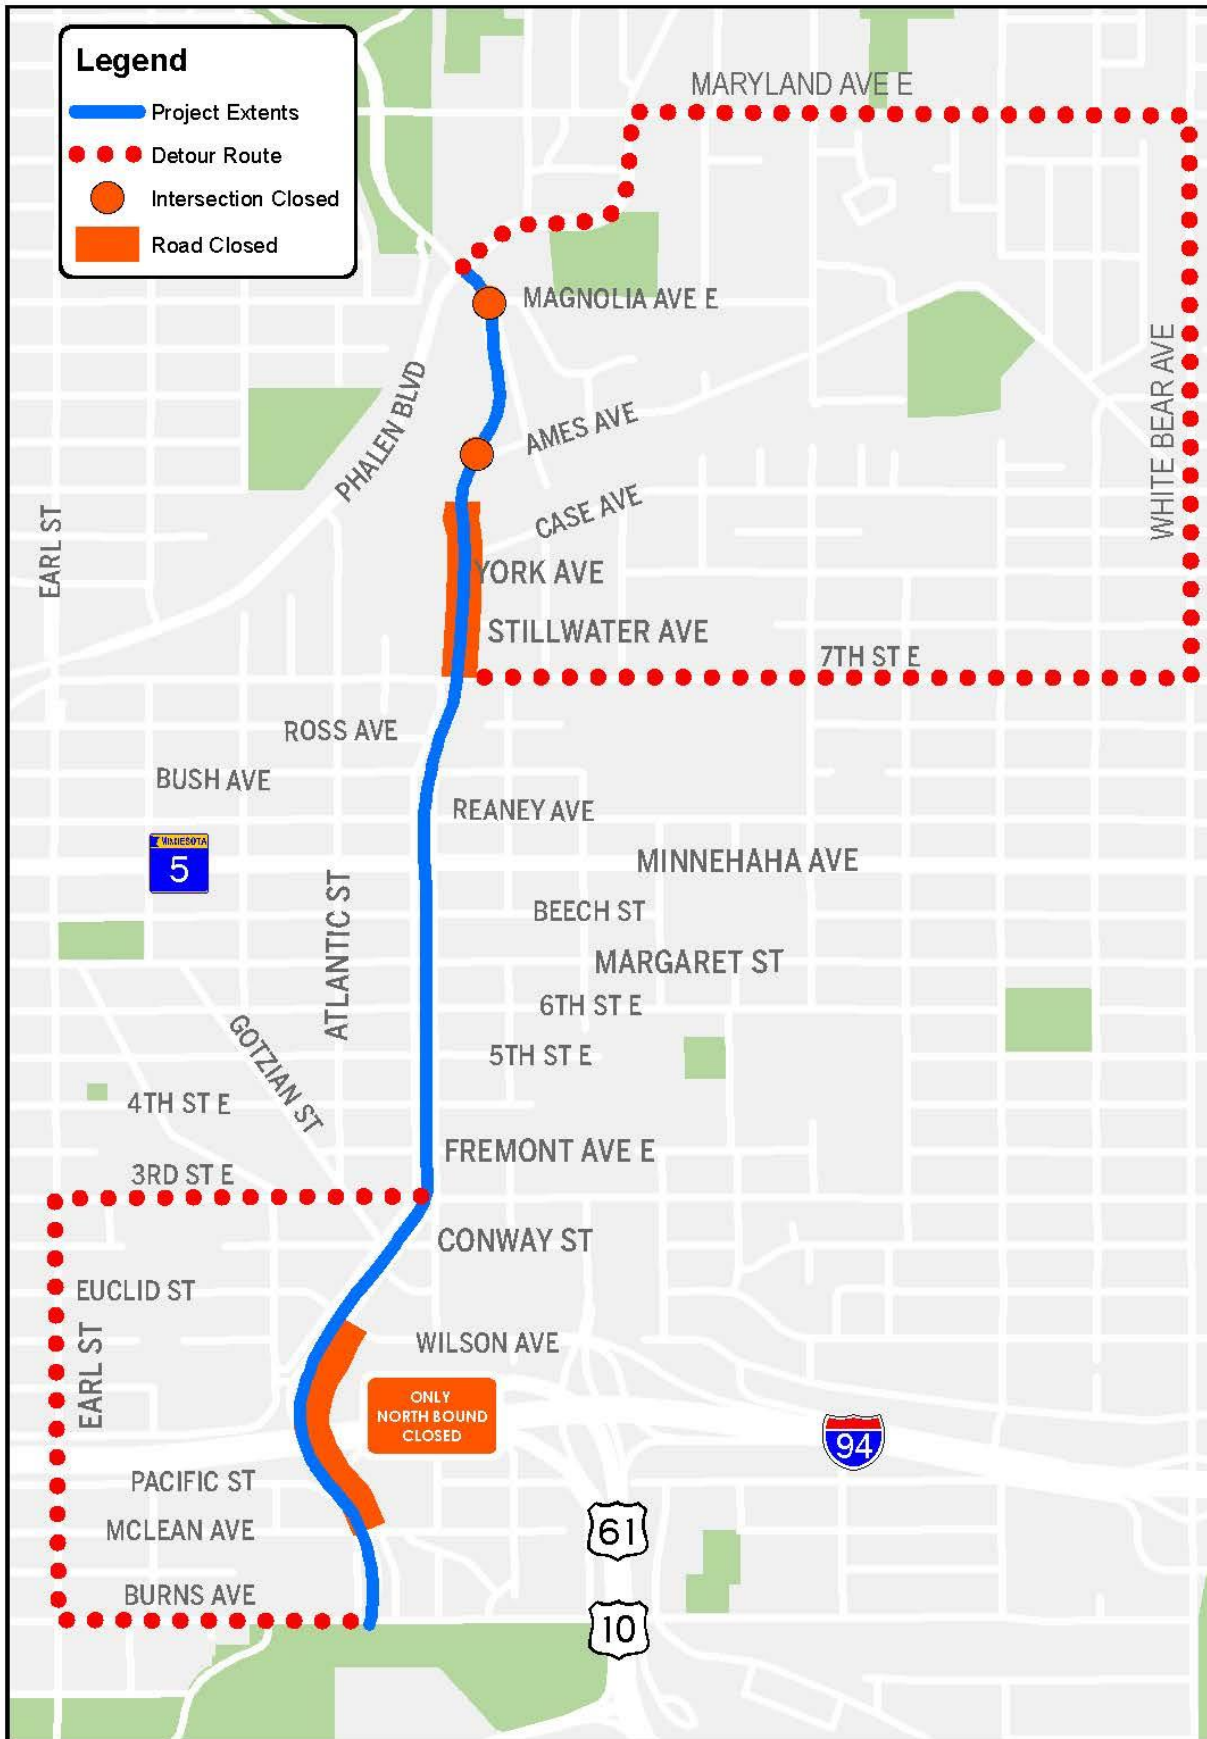 Legend
Project Extents
Detour Route
Intersection Closed
Road Closed
MARYLAND AVE E
MAGNOLIA AVE E
WHITE BEAR AVE
PHALEN BLVD
AMES AVE
CASE AVE
EARL ST
YORK AVE
STILLWATER AVE
7TH ST E
ROSS AVE
BUSH AVE
REANEY AVE
MINNESOTA
5
MINNEHAHA AVE
ATLANTIC ST
BEECH ST
MARGARET ST
6TH ST E
GOTZIAN ST
5TH ST E
4TH ST E
FREMONT AVE E
3RD ST E
CONWAY ST
EUCLID ST
EARL ST
WILSON AVE
ONLY
NORTH BOUND
CLOSED
94
PACIFIC ST
MCLEAN AVE
61
BURNS AVE
10